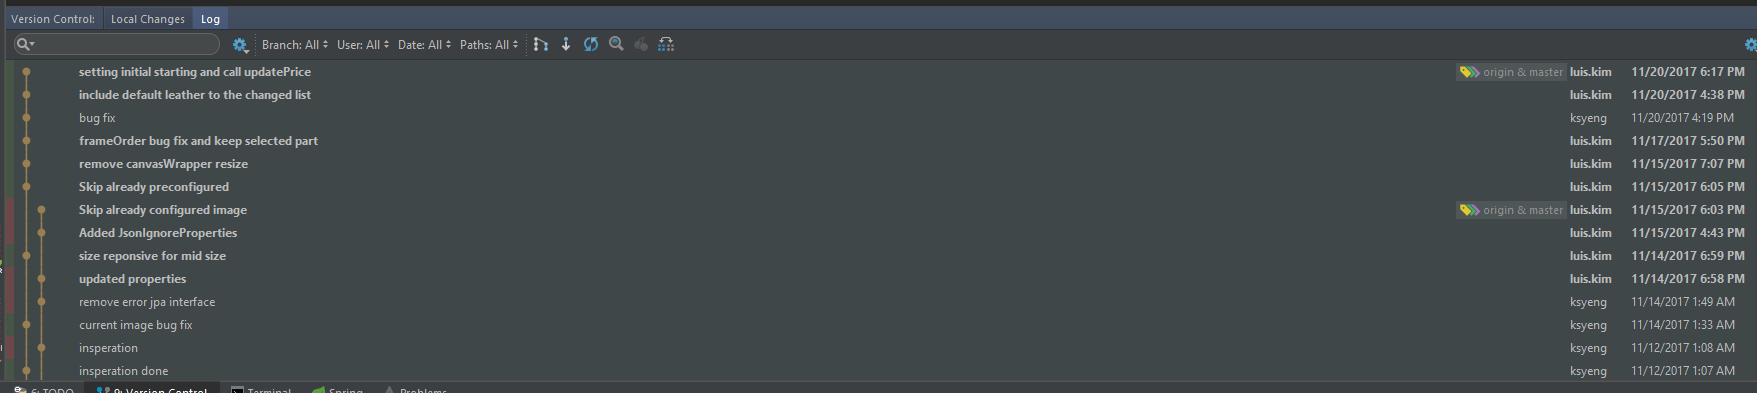 Version Control: Local Changes Log
Branch: All User: All Date: All Paths: All
setting initial starting and call updatePrice origin & master luis.kim 11/20/2017 6:17 PM
include default leather to the changed list luis.kim 11/20/2017 4:38 PM
bug fix ksyeng 11/20/2017 4:19 PM
frameOrder bug fix and keep selected part luis.kim 11/17/2017 5:50 PM
remove canvasWrapper resize luis.kim 11/15/2017 7:07 PM
Skip already preconfigured luis.kim 11/15/2017 6:05 PM
Skip already configured image origin & master luis.kim 11/15/2017 6:03 PM
Added JsonIgnoreProperties luis.kim 11/15/2017 4:43 PM
size reponsive for mid size luis.kim 11/14/2017 6:59 PM
updated properties luis.kim 11/14/2017 6:58 PM
remove error jpa interface ksyeng 11/14/2017 1:49 AM
current image bug fix ksyeng 11/14/2017 1:33 AM
insperation ksyeng 11/12/2017 1:08 AM
insperation done ksyeng 11/12/2017 1:07 AM
6: TODO 9: Version Control Terminal Spring Problems